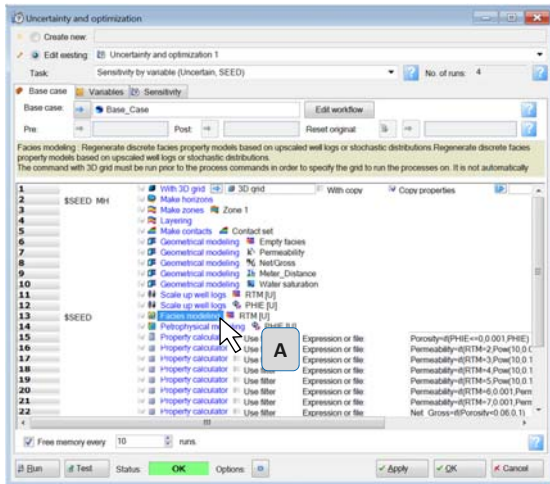 Uncertainty and optimization
Create new:
Edit existing: Uncertainty and optimization 1
Task: Sensitivity by variable (Uncertain, SEED) No. of runs: 4
Base case Variables Sensitivity
Base case: Base_Case Edit workflow
Pre: Post: Reset original:
Facies modeling : Regenerate discrete facies property models based on upscaled well logs or stochastic distributions.Regenerate discrete facies
property models based on upscaled well logs or stochastic distributions.
The command with 3D grid must be run prior to the process commands in order to specify the grid to run the processes on. It is not automatically
1 With 3D grid 3D grid With copy Copy properties
2 $SEED MH Make horizons
3 Make zones Zone 1
4 Layering
5 Make contacts Contact set
6 Geometrical modeling Empty facies
7 Geometrical modeling Permeability
8 Geometrical modeling Net/Gross
9 Geometrical modeling Meter_Distance
10 Geometrical modeling Water saturation
11 Scale up well logs RTM [U]
12 Scale up well logs PHIE [U]
13 $SEED Facies modeling RTM [U]
14 Petrophysical PHIE [U]
15 Property calculator Use Expression or file: Porosity=if(PHIE<=0,0.001,PHIE)
16 Property calculator Use Expression or file: Permeability=if(RTM=2,Pow(10,0.
17 Property calculator Use Expression or file: Permeability=if(RTM=3,Pow(10,0.1
18 Property calculator Use Expression or file: Permeability=if(RTM=4,Pow(10,0.1
19 Property calculator Use filter Expression or file: Permeability=if(RTM=5,Pow(10,0.1
20 Property calculator Use filter Expression or file: Permeability=if(RTM=6,0.001,Perm
21 Property calculator Use filter Expression or file: Permeability=if(RTM=7,0.001,Perm
22 Property calculator Use filter Expression or file: Net_Gross=if(Porosity<0.06,0,1)
A
Free memory every 10 runs.
Run Test Status: OK Options: Apply OK Cancel